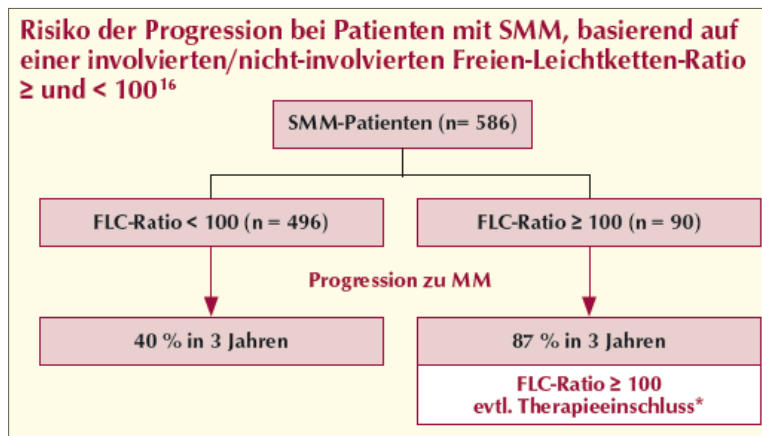 Risiko der Progression bei Patienten mit SMM, basierend auf
einer involvierten/nicht-involvierten Freien-Leichtketten-Ratio
≥ und < 100¹⁶
SMM-Patienten (n= 586)
FLC-Ratio < 100 (n = 496)
FLC-Ratio ≥ 100 (n = 90)
Progression zu MM
40 % in 3 Jahren
87 % in 3 Jahren
FLC-Ratio ≥ 100
evtl. Therapieeinschluss*